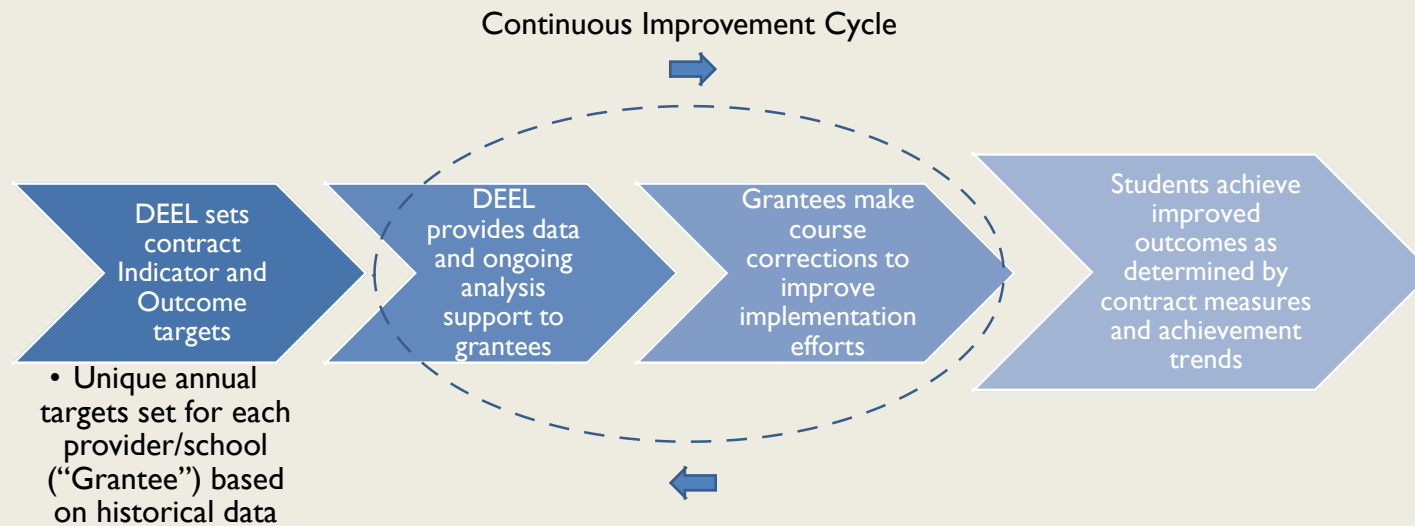 Continuous Improvement Cycle
DEEL sets
contract
Indicator and
Outcome
targets
• Unique annual
targets set for each
provider/school
(“Grantee”) based
on historical data
DEEL
provides data
and ongoing
analysis
support to
grantees
Grantees make
course
corrections to
improve
implementation
efforts
Students achieve
improved
outcomes as
determined by
contract measures
and achievement
trends